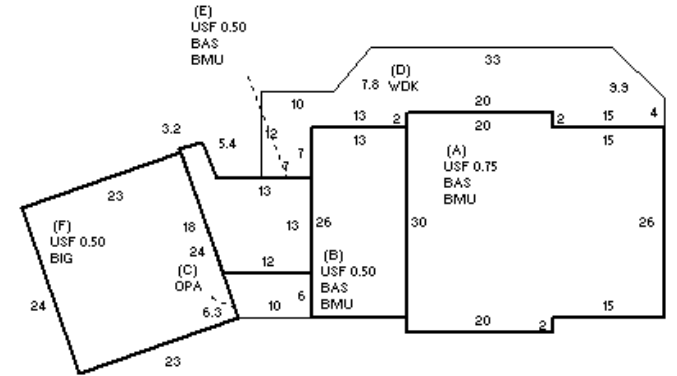 (E)
USF 0.50
BAS
BMU
33
7.8
(D)
WDK
9.9
10
20
13
2
2
15
4
3.2
5.4
12
7
7
13
20
15
(A)
USF 0.75
BAS
BMU
23
13
(F)
USF 0.50
BIG
18
13
26
30
26
24
12
(B)
USF 0.50
BAS
BMU
(C)
OPA
24
6.3
10
6
20
2
15
23